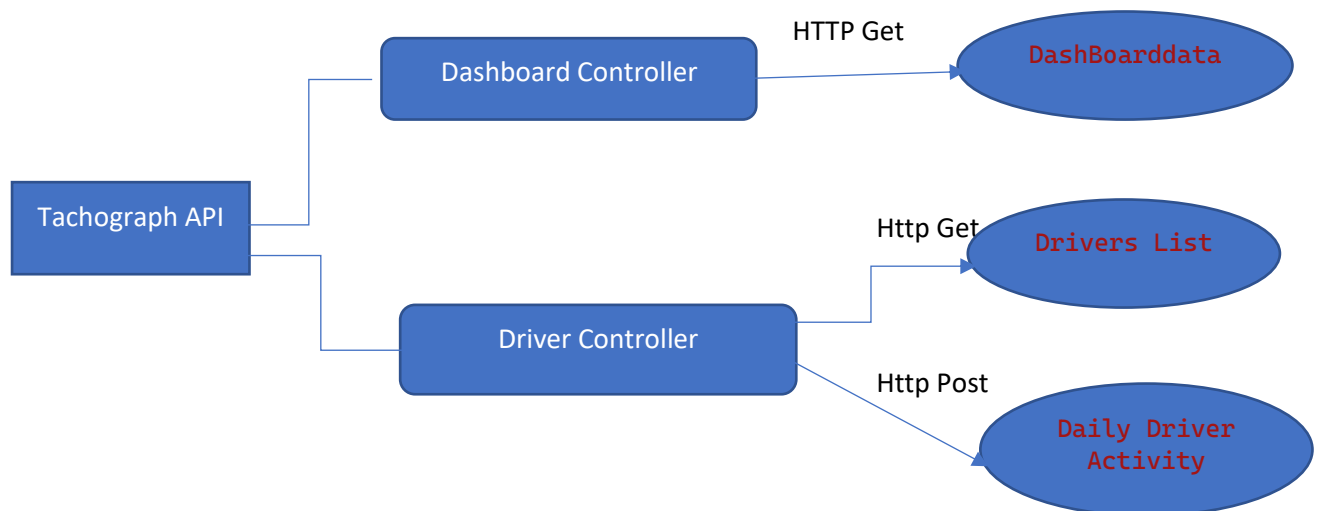 HTTP Get
DashBoarddata
Dashboard Controller
Tachograph API
Http Get
Drivers List
Driver Controller
Http Post
Daily Driver
Activity